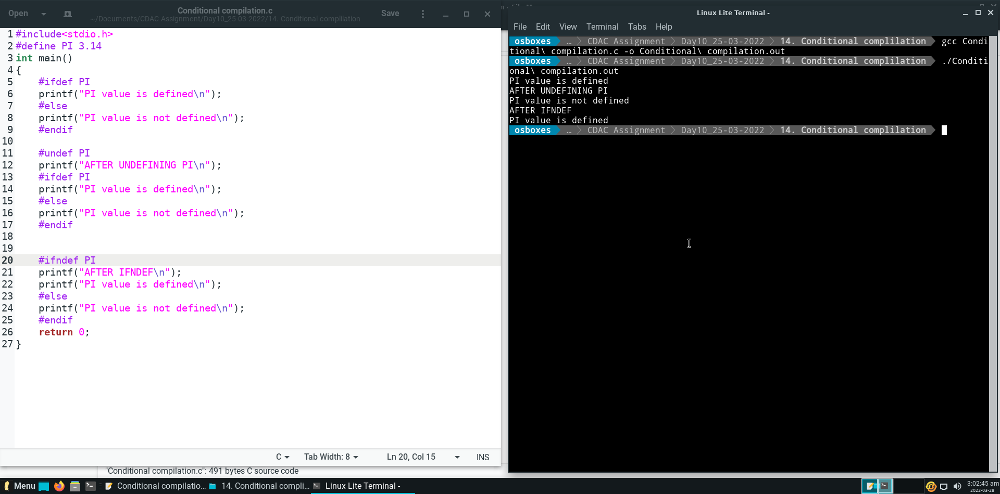 Open
Conditional compilation.c
~/Documents/CDAC Assignment/Day10_25-03-2022/14. Conditional complilation
Save
1 #include<stdio.h>
2 #define PI 3.14
3 int main()
4 {
5     #ifdef PI
6     printf("PI value is defined\n");
7     #else
8     printf("PI value is not defined\n");
9     #endif
10
11     #undef PI
12     printf("AFTER UNDEFINING PI\n");
13     #ifdef PI
14     printf("PI value is defined\n");
15     #else
16     printf("PI value is not defined\n");
17     #endif
18
19
20     #ifndef PI
21     printf("AFTER IFNDEF\n");
22     printf("PI value is defined\n");
23     #else
24     printf("PI value is not defined\n");
25     #endif
26     return 0;
27 }
C
Tab Width: 8
Ln 20, Col 15
INS
"Conditional compilation.c": 491 bytes C source code
Linux Lite Terminal -
File Edit View Terminal Tabs Help
osboxes … CDAC Assignment Day10_25-03-2022 14. Conditional complilation gcc Condi
tional\ compilation.c -o Conditional\ compilation.out
osboxes … CDAC Assignment Day10_25-03-2022 14. Conditional complilation ./Conditi
onal\ compilation.out
PI value is defined
AFTER UNDEFINING PI
PI value is not defined
AFTER IFNDEF
PI value is defined
osboxes … CDAC Assignment Day10_25-03-2022 14. Conditional complilation
Menu
Conditional compilatio...
14. Conditional compli...
Linux Lite Terminal -
3:02:45 am
2022-03-28